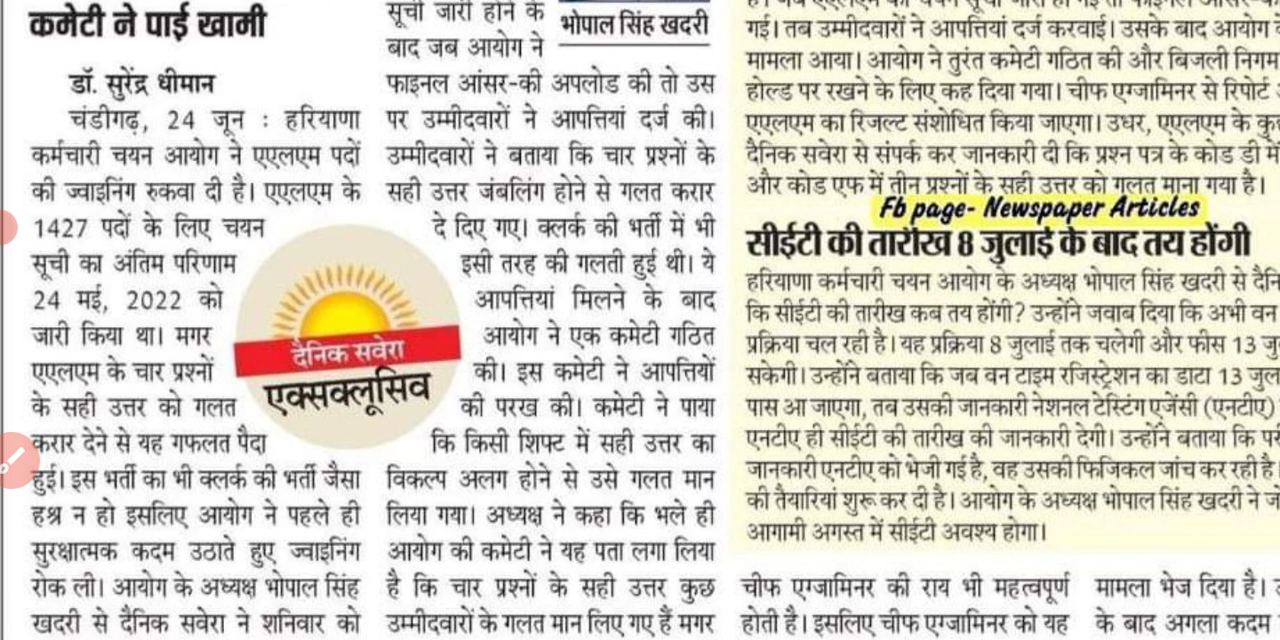 कमेटी ने पाई खामी
डॉ. सुरेंद्र धीमान
चंडीगढ़, 24 जून : हरियाणा
कर्मचारी चयन आयोग ने एएलएम पदों
की ज्वाइनिंग रुकवा दी है। एएलएम के
1427 पदों के लिए चयन
सूची का अंतिम परिणाम
24 मई, 2022 को
जारी किया था। मगर
एएलएम के चार प्रश्नों
के सही उत्तर को गलत
करार देने से यह गफलत पैदा
हुई। इस भर्ती का भी क्लर्क की भर्ती जैसा
हश्र न हो इसलिए आयोग ने पहले ही
सुरक्षात्मक कदम उठाते हुए ज्वाइनिंग
रोक ली। आयोग के अध्यक्ष भोपाल सिंह
खदरी से दैनिक सवेरा ने शनिवार को
दैनिक सवेरा
एक्सक्लूसिव
भोपाल सिंह खदरी
सूची जारी होने के
बाद जब आयोग ने
फाइनल आंसर-की अपलोड की तो उस
पर उम्मीदवारों ने आपत्तियां दर्ज की।
उम्मीदवारों ने बताया कि चार प्रश्नों के
सही उत्तर जंबलिंग होने से गलत करार
दे दिए गए। क्लर्क की भर्ती में भी
इसी तरह की गलती हुई थी। ये
आपत्तियां मिलने के बाद
आयोग ने एक कमेटी गठित
की। इस कमेटी ने आपत्तियों
की परख की। कमेटी ने पाया
कि किसी शिफ्ट में सही उत्तर का
विकल्प अलग होने से उसे गलत मान
लिया गया। अध्यक्ष ने कहा कि भले ही
आयोग की कमेटी ने यह पता लगा लिया
है कि चार प्रश्नों के सही उत्तर कुछ
उम्मीदवारों के गलत मान लिए गए हैं मगर
गई। तब उम्मीदवारों ने आपत्तियां दर्ज करवाई। उसके बाद आयोग
मामला आया। आयोग ने तुरंत कमेटी गठित की और बिजली निगम
होल्ड पर रखने के लिए कह दिया गया। चीफ एग्जामिनर से रिपोर्ट
एएलएम का रिजल्ट संशोधित किया जाएगा। उधर, एएलएम के
दैनिक सवेरा से संपर्क कर जानकारी दी कि प्रश्न पत्र के कोड डी में
और कोड एफ में तीन प्रश्नों के सही उत्तर को गलत माना गया है।
Fb page- Newspaper Articles
सीईटी की तारीख 8 जुलाई के बाद तय होंगी
हरियाणा कर्मचारी चयन आयोग के अध्यक्ष भोपाल सिंह खदरी से
कि सीईटी की तारीख कब तय होंगी? उन्होंने जवाब दिया कि अभी वन
प्रक्रिया चल रही है। यह प्रक्रिया 8 जुलाई तक चलेगी और फीस 13
सकेगी। उन्होंने बताया कि जब वन टाइम रजिस्ट्रेशन का डाटा 13
पास आ जाएगा, तब उसकी जानकारी नेशनल टेस्टिंग एजेंसी (एनटीए)
एनटीए ही सीईटी की तारीख की जानकारी देगी। उन्होंने बताया कि
जानकारी एनटीए को भेजी गई है, वह उसकी फिजिकल जांच कर रही है।
की तैयारियां शुरू कर दी है। आयोग के अध्यक्ष भोपाल सिंह खदरी ने
आगामी अगस्त में सीईटी अवश्य होगा।
चीफ एग्जामिनर की राय भी महत्वपूर्ण
होती है। इसलिए चीफ एग्जामिनर को यह
मामला भेज दिया है।
के बाद अगला कदम